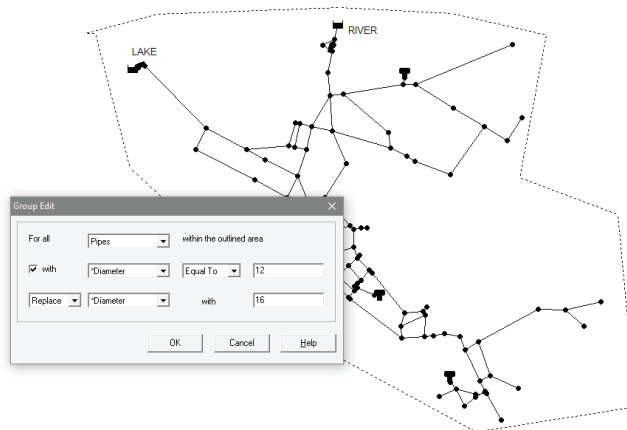 RIVER
LAKE
Group Edit
For all Pipes within the outlined area
with *Diameter Equal To 12
Replace *Diameter with 16
OK Cancel Help